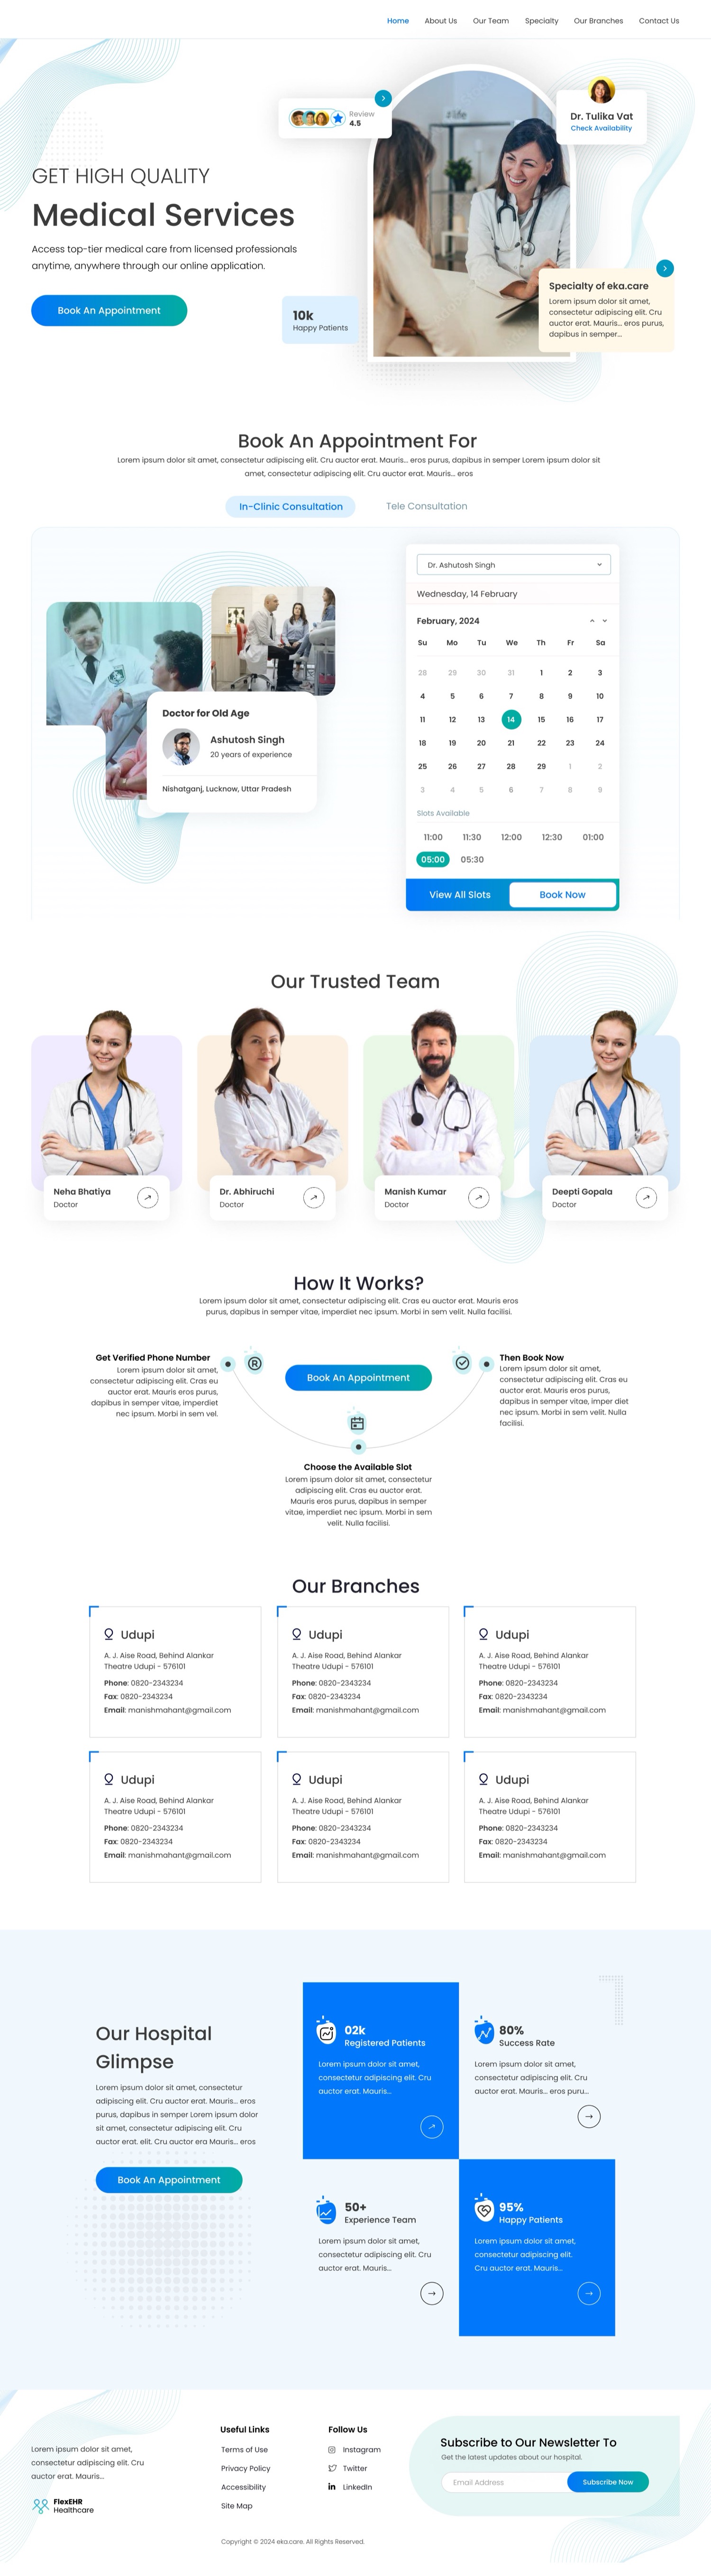 Home About Us Our Team Specialty Our Branches Contact Us
Review
4.5
Dr. Tulika Vat
Check Availability
GET HIGH QUALITY
Medical Services
Access top-tier medical care from licensed professionals
anytime, anywhere through our online application.
Book An Appointment
10k
Happy Patients
Specialty of eka.care
Lorem ipsum dolor sit amet,
consectetur adipiscing elit. Cru
auctor erat. Mauris... eros purus,
dapibus in semper...
Book An Appointment For
Lorem ipsum dolor sit amet, consectetur adipiscing elit. Cru auctor erat. Mauris... eros purus, dapibus in semper Lorem ipsum dolor sit
amet, consectetur adipiscing elit. Cru auctor erat. Mauris... eros
In-Clinic Consultation Tele Consultation
Doctor for Old Age
Ashutosh Singh
20 years of experience
Nishatganj, Lucknow, Uttar Pradesh
Dr. Ashutosh Singh
Wednesday, 14 February
February, 2024
Su Mo Tu We Th Fr Sa
28 29 30 31 1 2 3
4 5 6 7 8 9 10
11 12 13 14 15 16 17
18 19 20 21 22 23 24
25 26 27 28 29 1 2
3 4 5 6 7 8 9
Slots Available
11:00 11:30 12:00 12:30 01:00
05:00 05:30
View All Slots Book Now
Our Trusted Team
Neha Bhatiya
Doctor
Dr. Abhiruchi
Doctor
Manish Kumar
Doctor
Deepti Gopala
Doctor
How It Works?
Lorem ipsum dolor sit amet, consectetur adipiscing elit. Cras eu auctor erat. Mauris eros
purus, dapibus in semper vitae, imperdiet nec ipsum. Morbi in sem velit. Nulla facilisi.
Get Verified Phone Number
Lorem ipsum dolor sit amet,
consectetur adipiscing elit. Cras eu
auctor erat. Mauris eros purus,
dapibus in semper vitae, imperdiet
nec ipsum. Morbi in sem vel.
R
Book An Appointment
Then Book Now
Lorem ipsum dolor sit amet,
consectetur adipiscing elit. Cras eu
auctor erat. Mauris eros purus,
dapibus in semper vitae, imper diet
nec ipsum. Morbi in sem velit. Nulla
facilisi.
Choose the Available Slot
Lorem ipsum dolor sit amet, consectetur
adipiscing elit. Cras eu auctor erat.
Mauris eros purus, dapibus in semper
vitae, imperdiet nec ipsum. Morbi in sem
velit. Nulla facilisi.
Our Branches
Udupi
A. J. Aise Road, Behind Alankar
Theatre Udupi - 576101
Phone: 0820-2343234
Fax: 0820-2343234
Email: manishmahant@gmail.com
Udupi
A. J. Aise Road, Behind Alankar
Theatre Udupi - 576101
Phone: 0820-2343234
Fax: 0820-2343234
Email: manishmahant@gmail.com
Udupi
A. J. Aise Road, Behind Alankar
Theatre Udupi - 576101
Phone: 0820-2343234
Fax: 0820-2343234
Email: manishmahant@gmail.com
Udupi
A. J. Aise Road, Behind Alankar
Theatre Udupi - 576101
Phone: 0820-2343234
Fax: 0820-2343234
Email: manishmahant@gmail.com
Udupi
A. J. Aise Road, Behind Alankar
Theatre Udupi - 576101
Phone: 0820-2343234
Fax: 0820-2343234
Email: manishmahant@gmail.com
Udupi
A. J. Aise Road, Behind Alankar
Theatre Udupi - 576101
Phone: 0820-2343234
Fax: 0820-2343234
Email: manishmahant@gmail.com
Our Hospital
Glimpse
Lorem ipsum dolor sit amet, consectetur
adipiscing elit. Cru auctor erat. Mauris... eros
purus, dapibus in semper Lorem ipsum dolor
sit amet, consectetur adipiscing elit. Cru
auctor erat. elit. Cru auctor era Mauris... eros
Book An Appointment
02k
Registered Patients
Lorem ipsum dolor sit amet,
consectetur adipiscing elit. Cru
auctor erat. Mauris...
80%
Success Rate
Lorem ipsum dolor sit amet,
consectetur adipiscing elit. Cru
auctor erat. Mauris... eros puru...
50+
Experience Team
Lorem ipsum dolor sit amet,
consectetur adipiscing elit. Cru
auctor erat. Mauris...
95%
Happy Patients
Lorem ipsum dolor sit amet,
consectetur adipiscing elit.
Cru auctor erat. Mauris...
Lorem ipsum dolor sit amet,
consectetur adipiscing elit. Cru
auctor erat. Mauris...
FlexEHR
Healthcare
Useful Links
Terms of Use
Privacy Policy
Accessibility
Site Map
Follow Us
Instagram
Twitter
LinkedIn
Subscribe to Our Newsletter To
Get the latest updates about our hospital.
Email Address Subscribe Now
Copyright © 2024 eka.care. All Rights Reserved.